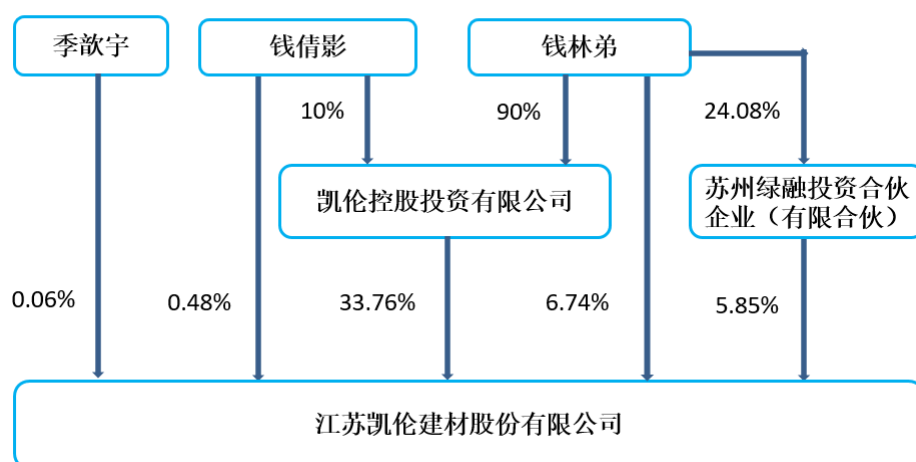 季歆宇
钱倩影
钱林弟
10%
90%
24.08%
凯伦控股投资有限公司
苏州绿融投资合伙
企业（有限合伙）
0.06%
0.48%
33.76%
6.74%
5.85%
江苏凯伦建材股份有限公司